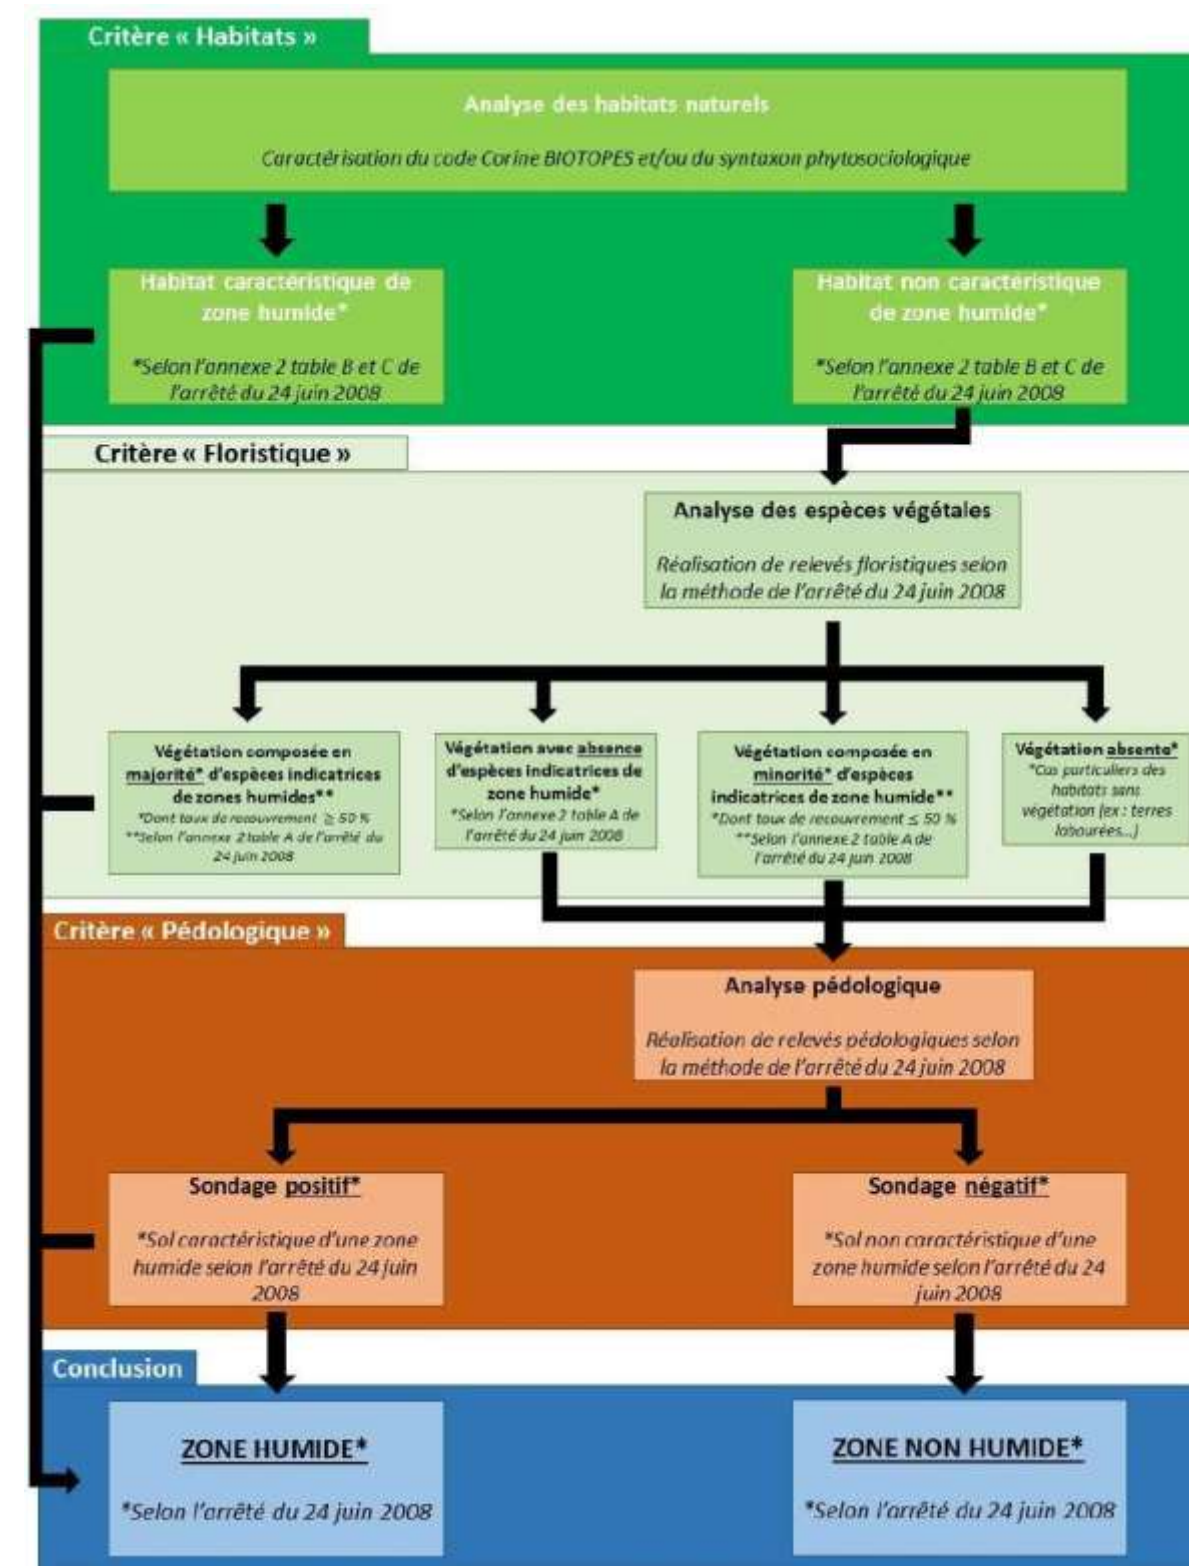 Critère « Habitats »
Analyse des habitats naturels
Caractérisation du code Corine BIOTOPES et/ou du syntaxon phytosociologique
Habitat caractéristique de
zone humide*
*Selon l'annexe 2 table B et C de
l'arrêté du 24 juin 2008
Habitat non caractéristique
de zone humide*
*Selon l'annexe 2 table B et C de
l'arrêté du 24 juin 2008
Critère « Floristique »
Analyse des espèces végétales
Réalisation de relevés floristiques selon
la méthode de l'arrêté du 24 juin 2008
Végétation composée en
majorité* d'espèces indicatrices
de zones humides**
*Dont taux de recouvrement ≥ 50 %
**Selon l'annexe 2 table A de l'arrêté du
24 juin 2008
Végétation avec absence
d'espèces indicatrices de
zone humide*
*Selon l'annexe 2 table A de
l'arrêté du 24 juin 2008
Végétation composée en
minorité* d'espèces
indicatrices de zone humide**
*Dont taux de recouvrement ≤ 50 %
**Selon l'annexe 2 table A de
l'arrêté du 24 juin 2008
Végétation absente*
*Cas particuliers des
habitats sans
végétation (ex : terres
labourées...)
Critère « Pédologique »
Analyse pédologique
Réalisation de relevés pédologiques selon
la méthode de l'arrêté du 24 juin 2008
Sondage positif*
*Sol caractéristique d'une zone
humide selon l'arrêté du 24 juin
2008
Sondage négatif*
*Sol non caractéristique d'une
zone humide selon l'arrêté du 24
juin 2008
Conclusion
ZONE HUMIDE*
*Selon l'arrêté du 24 juin 2008
ZONE NON HUMIDE*
*Selon l'arrêté du 24 juin 2008